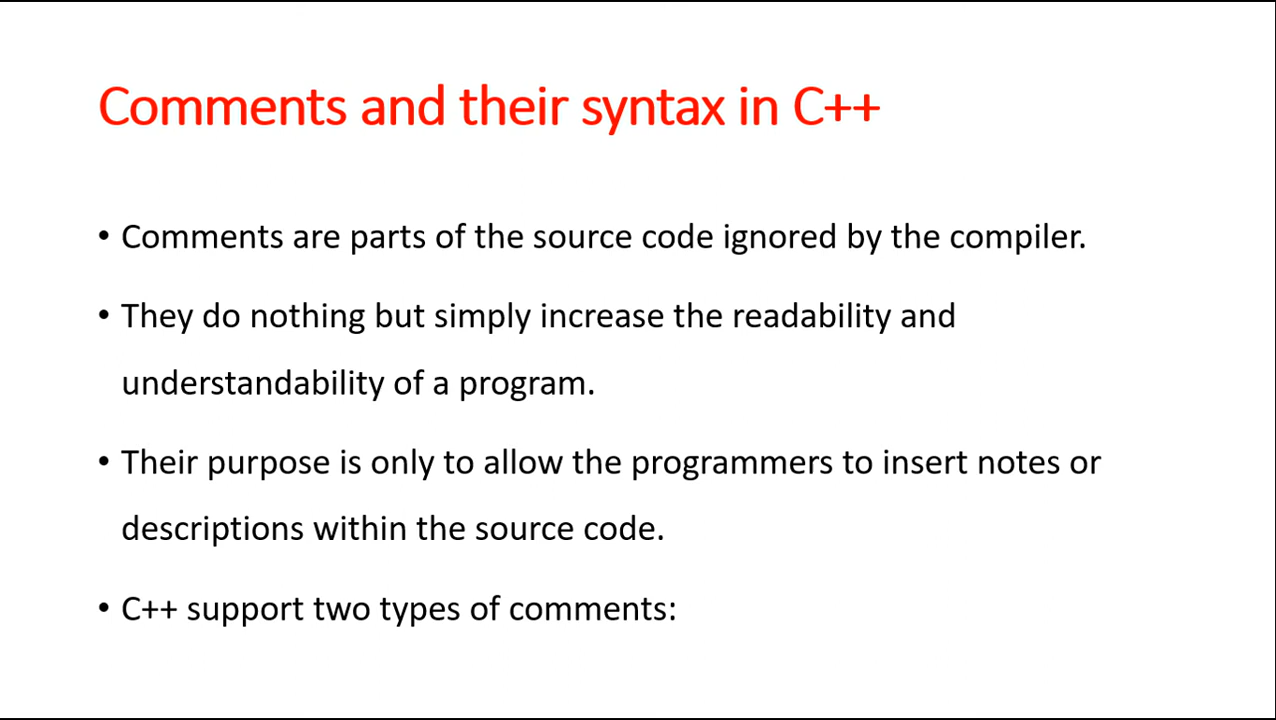 Comments and their syntax in C++
• Comments are parts of the source code ignored by the compiler.
• They do nothing but simply increase the readability and
understandability of a program.
• Their purpose is only to allow the programmers to insert notes or
descriptions within the source code.
• C++ support two types of comments: